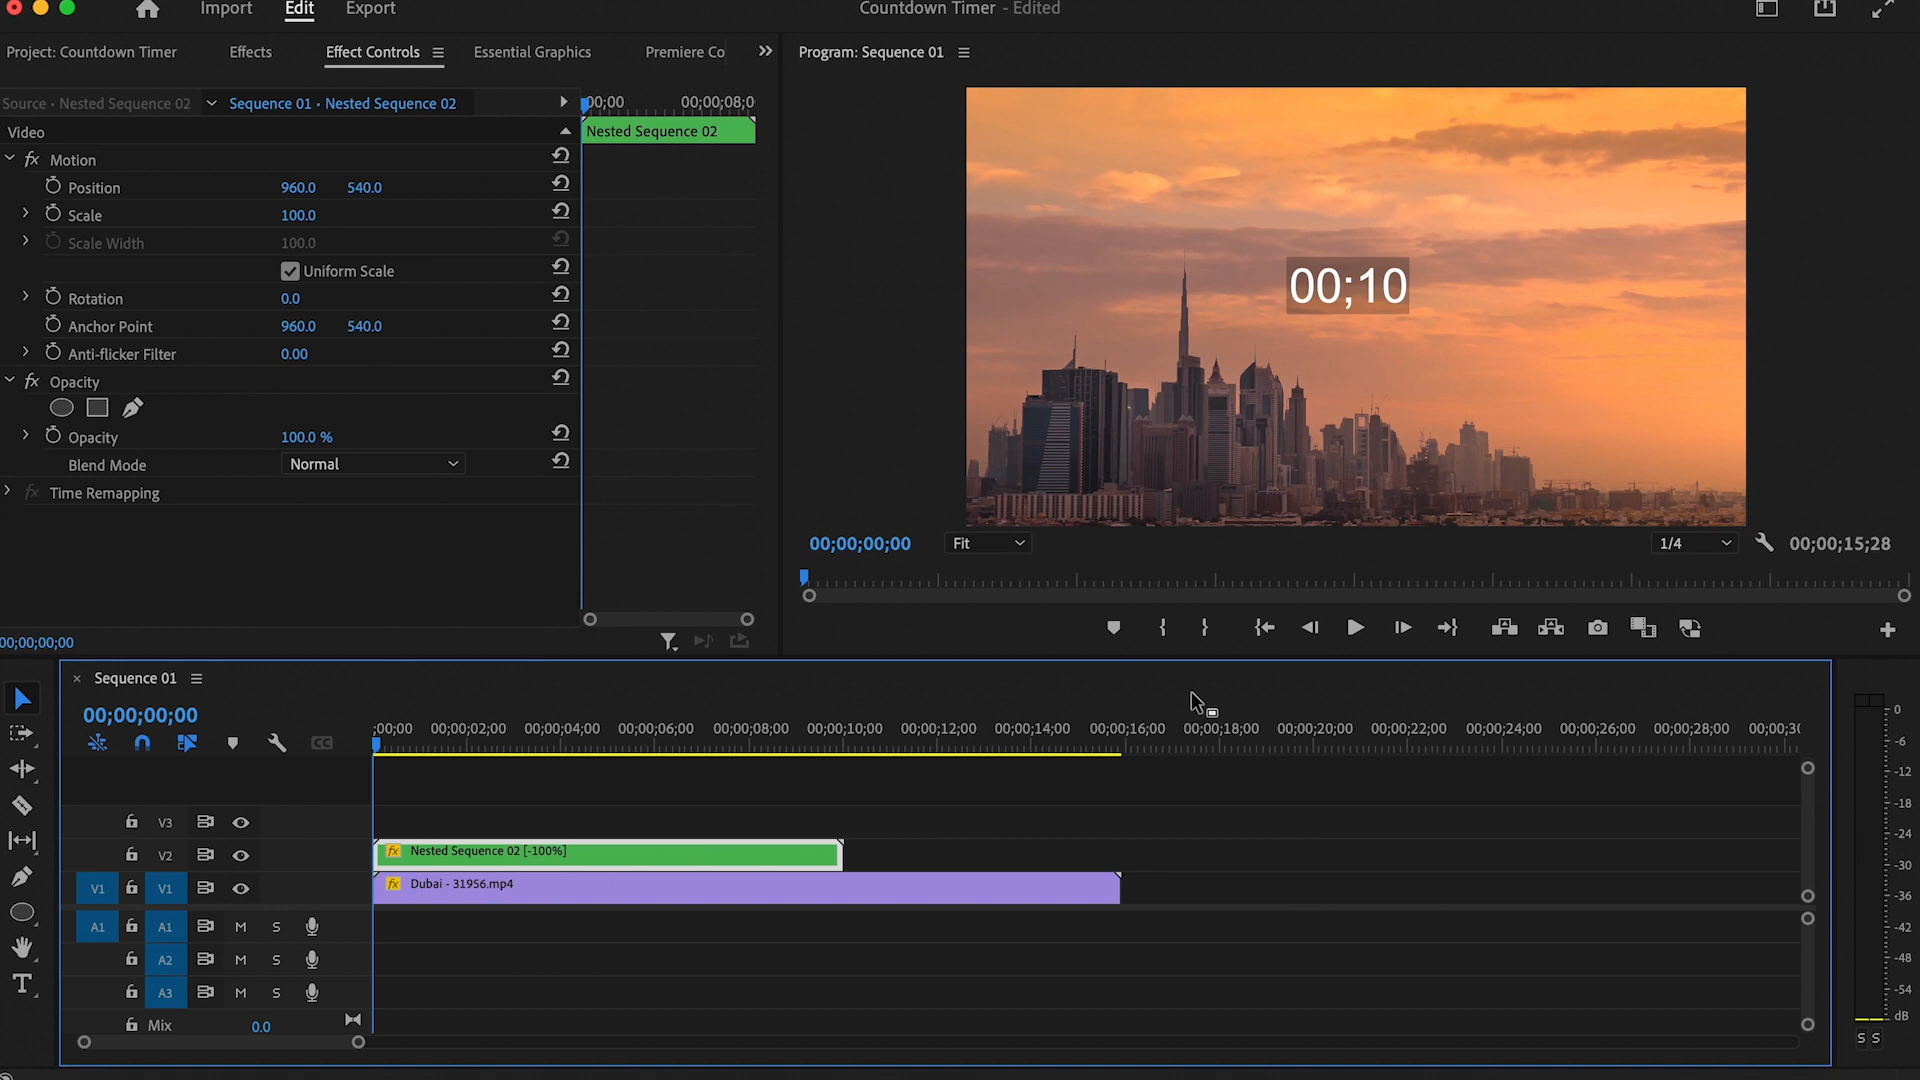 Import Edit Export
Countdown Timer - Edited
Project: Countdown Timer Effects Effect Controls Essential Graphics Premiere Co
Program: Sequence 01
Source • Nested Sequence 02
Sequence 01 • Nested Sequence 02
00;00 00;00;08;0
Video
Nested Sequence 02
fx Motion
Position 960.0 540.0
Scale 100.0
Scale Width 100.0
Uniform Scale
Rotation 0.0
Anchor Point 960.0 540.0
Anti-flicker Filter 0.00
fx Opacity
Opacity 100.0 %
Blend Mode Normal
fx Time Remapping
00;10
00;00;00;00 Fit 1/4 00;00;15;28
00;00;00;00
Sequence 01
00;00;00;00
;00;00 00;00;02;00 00;00;04;00 00;00;06;00 00;00;08;00 00;00;10;00 00;00;12;00 00;00;14;00 00;00;16;00 00;00;18;00 00;00;20;00 00;00;22;00 00;00;24;00 00;00;26;00 00;00;28;00 00;00;30
V3
V2
fx Nested Sequence 02 [-100%]
V1 V1
fx Dubai - 31956.mp4
A1 A1 M S
A2 M S
A3 M S
Mix 0.0
0
-6
-12
-18
-24
-30
-36
-42
-48
-54
dB
S S